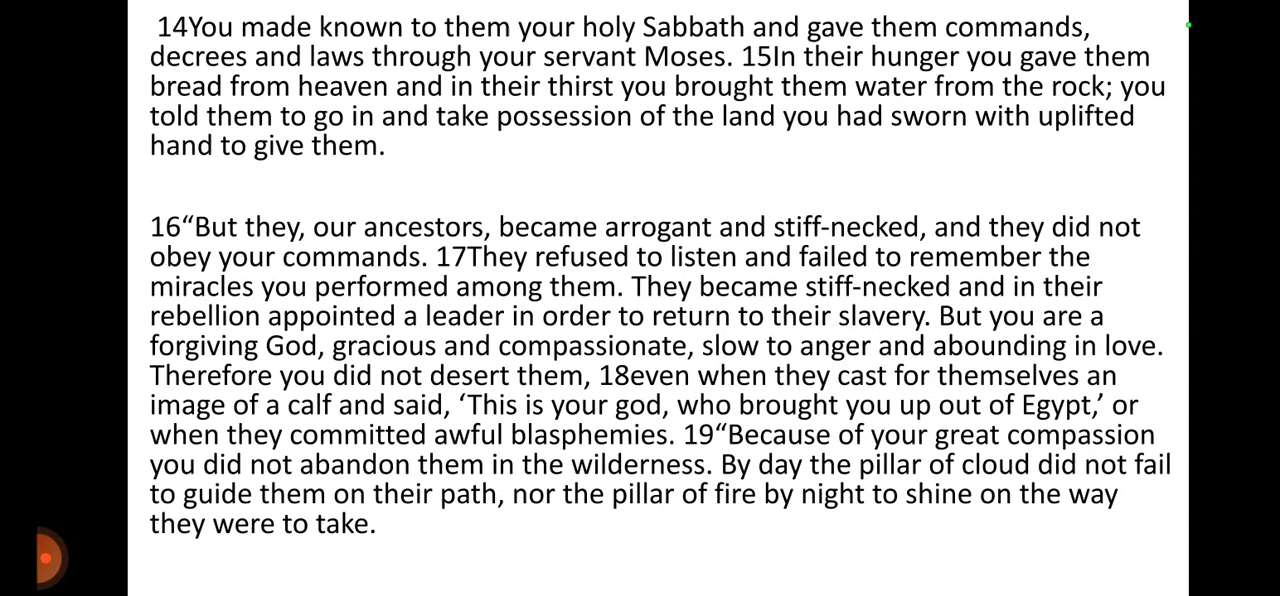 14You made known to them your holy Sabbath and gave them commands,
decrees and laws through your servant Moses. 15In their hunger you gave them
bread from heaven and in their thirst you brought them water from the rock; you
told them to go in and take possession of the land you had sworn with uplifted
hand to give them.
16“But they, our ancestors, became arrogant and stiff-necked, and they did not
obey your commands. 17They refused to listen and failed to remember the
miracles you performed among them. They became stiff-necked and in their
rebellion appointed a leader in order to return to their slavery. But you are a
forgiving God, gracious and compassionate, slow to anger and abounding in love.
Therefore you did not desert them, 18even when they cast for themselves an
image of a calf and said, ‘This is your god, who brought you up out of Egypt,’ or
when they committed awful blasphemies. 19“Because of your great compassion
you did not abandon them in the wilderness. By day the pillar of cloud did not fail
to guide them on their path, nor the pillar of fire by night to shine on the way
they were to take.